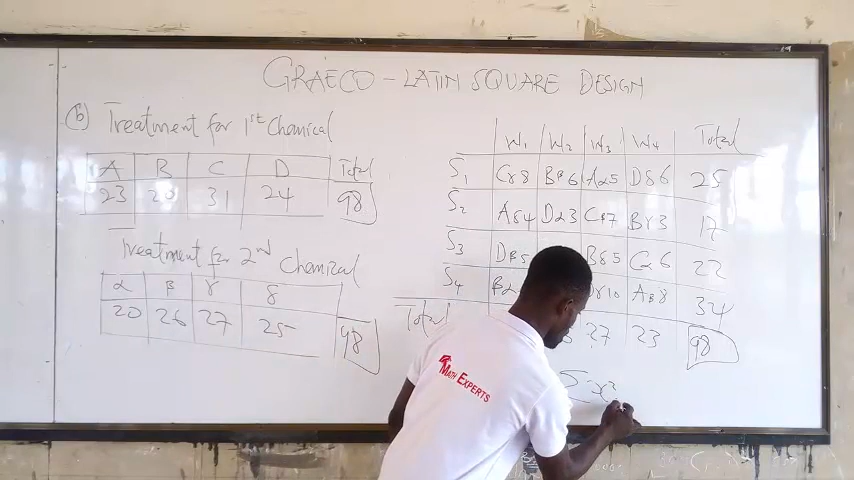 GRAECO - LATIN SQUARE DESIGN
(b) Treatment for 1st Chemical
A B C D Total
23 20 31 24 98
Treatment for 2nd Chemical
α β γ δ
20 26 27 25 98
W1 W2 W3 W4 Total
S1 Cγ8 Bβ6 Aα5 Dδ6 25
S2 Aδ4 Dα3 Cβ7 Bγ3 17
S3 Dβ5 Bδ5 Cα6 22
S4 Bα Dγ10 Aβ8 34
Total 27 23 98
Σx²
MATH EXPERTS